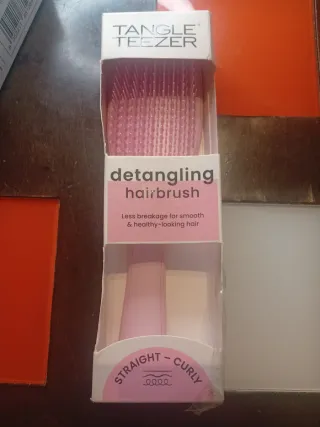 TANGLE
TEEZER
detangling
hairbrush
Less breakage for smooth
& healthy-looking hair
STRAIGHT – CURLY